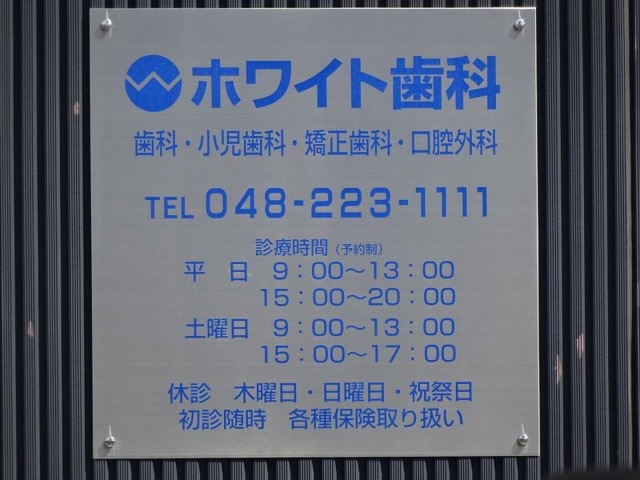 ホワイト歯科
歯科・小児歯科・矯正歯科・口腔外科
TEL 048-223-1111
診療時間（予約制）
平 日 9：00～13：00
15：00～20：00
土曜日 9：00～13：00
15：00～17：00
休診 木曜日・日曜日・祝祭日
初診随時 各種保険取り扱い